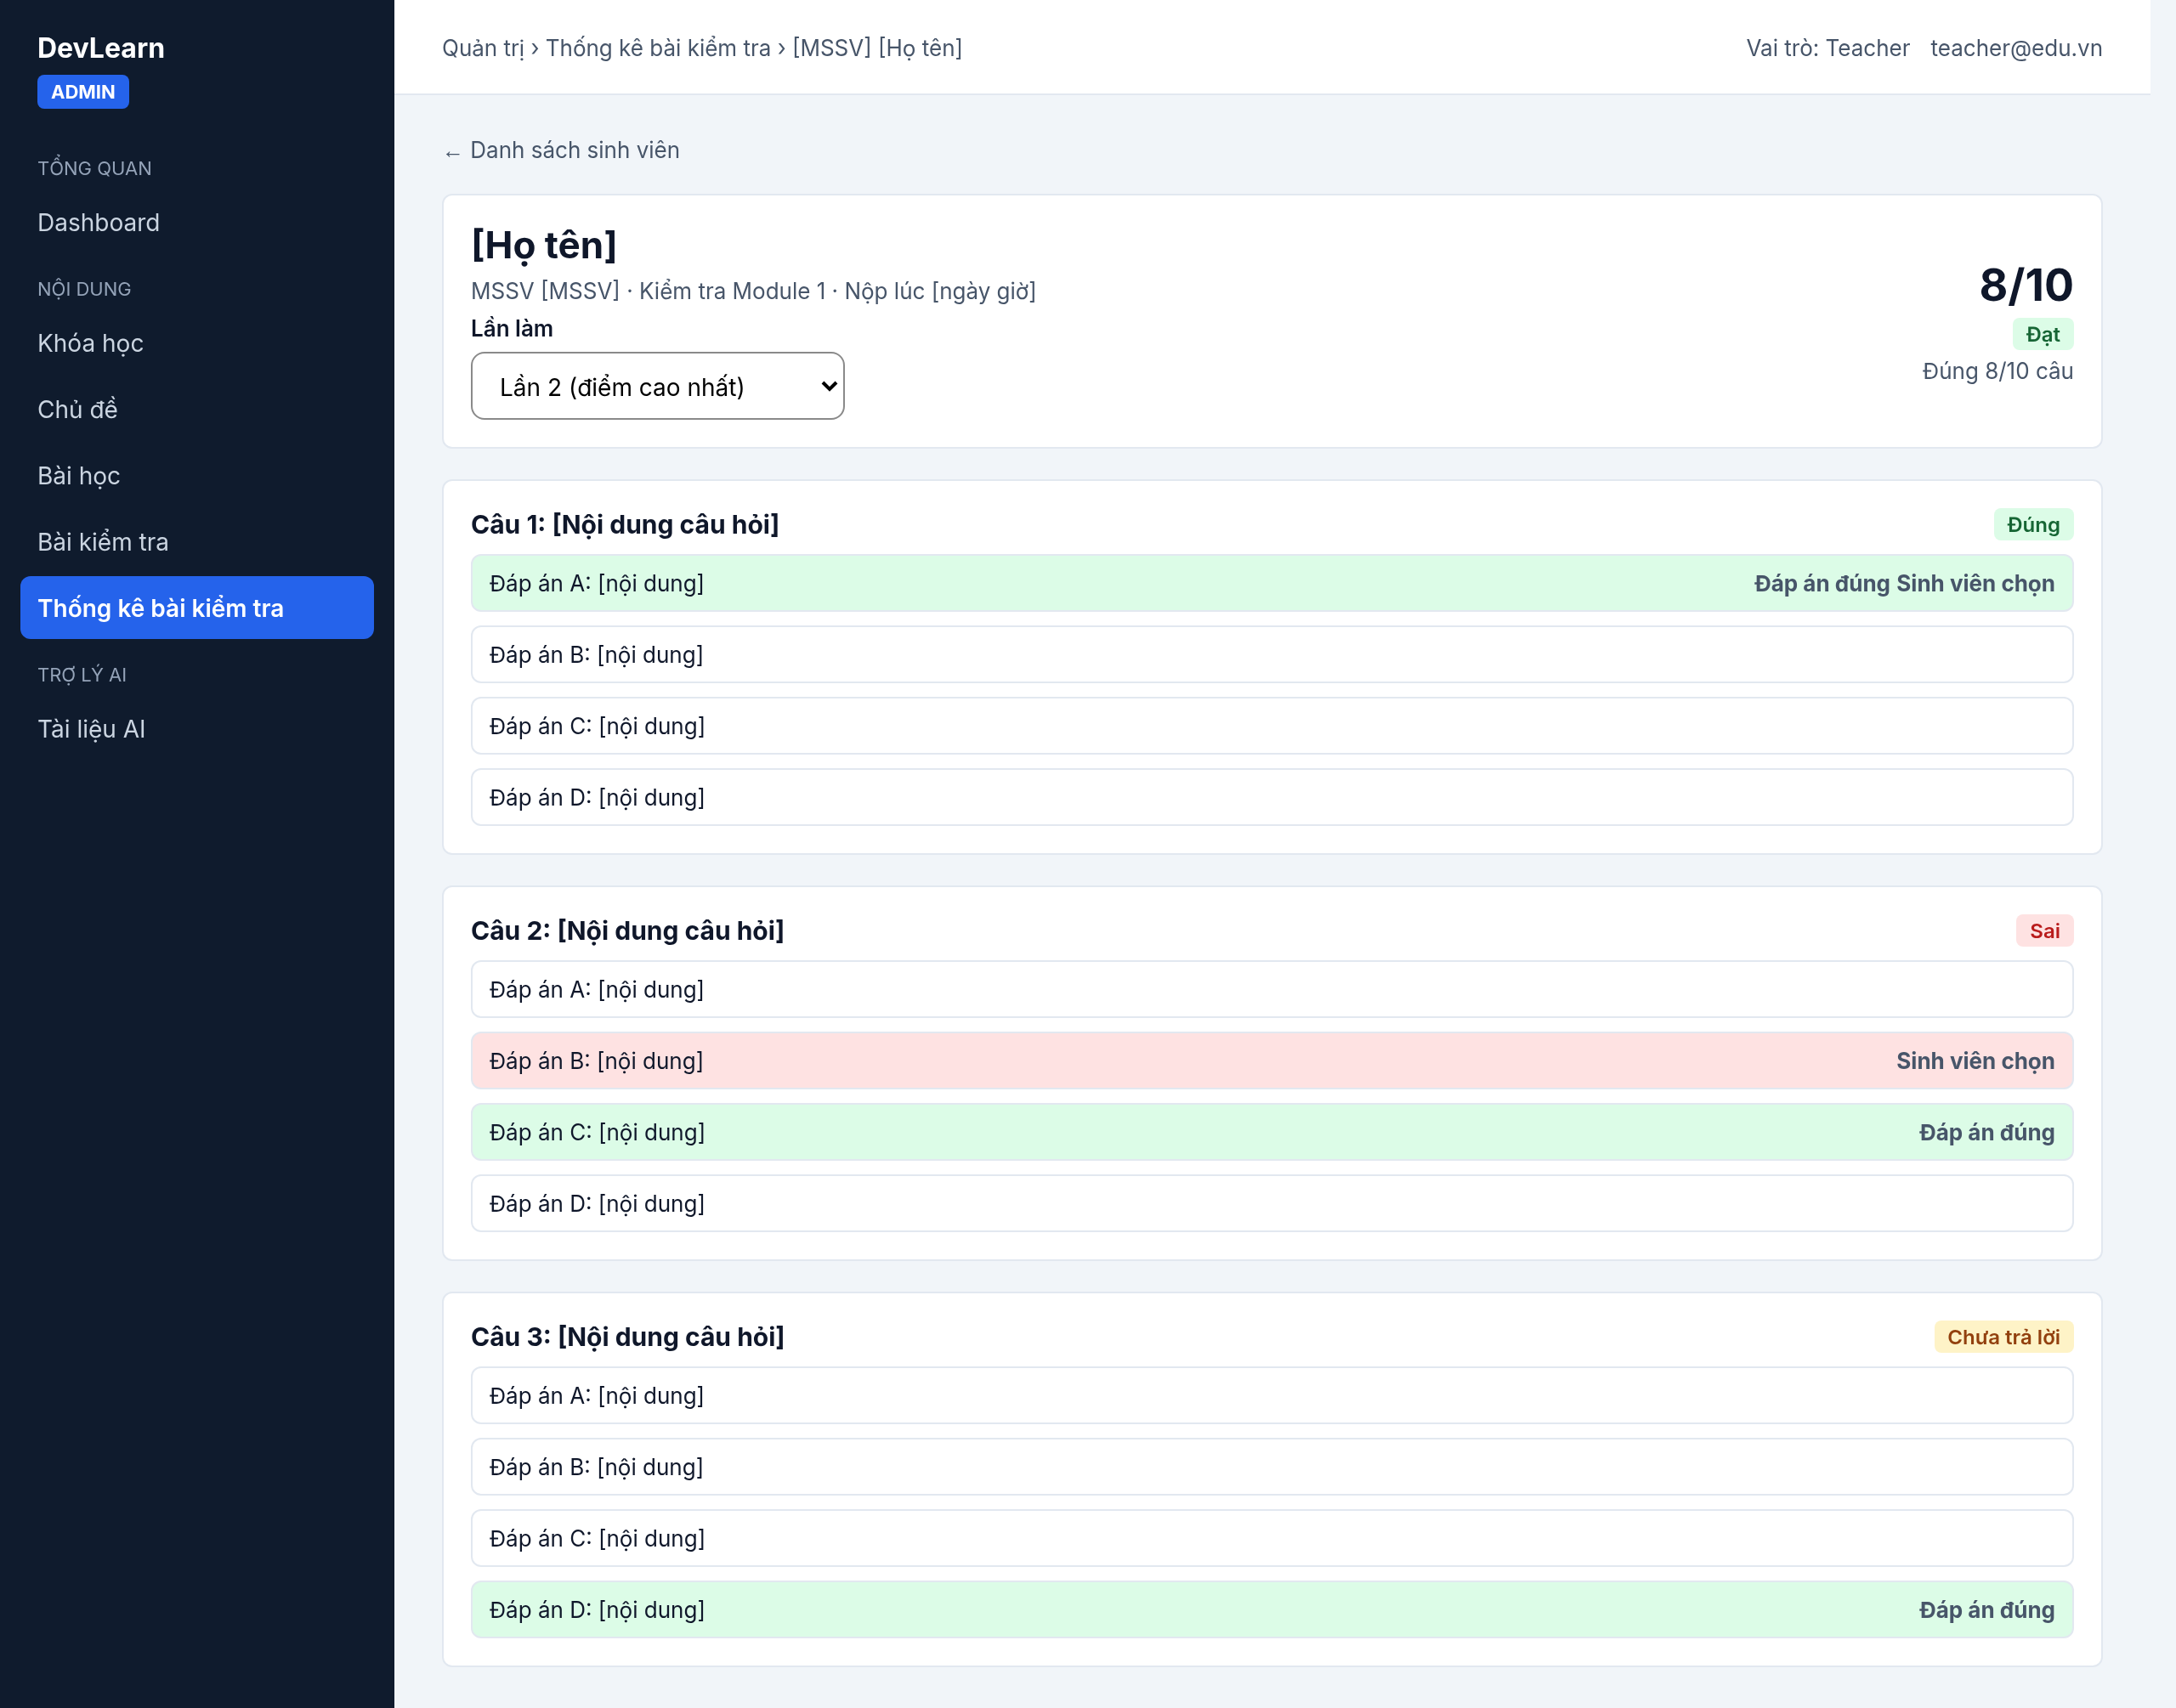 DevLearn
ADMIN
TỔNG QUAN
Dashboard
NỘI DUNG
Khóa học
Chủ đề
Bài học
Bài kiểm tra
Thống kê bài kiểm tra
TRỢ LÝ AI
Tài liệu AI
Quản trị › Thống kê bài kiểm tra › [MSSV] [Họ tên]
Vai trò: Teacher teacher@edu.vn
← Danh sách sinh viên
[Họ tên]
MSSV [MSSV] · Kiểm tra Module 1 · Nộp lúc [ngày giờ]
Lần làm
Lần 2 (điểm cao nhất)
8/10
Đạt
Đúng 8/10 câu
Câu 1: [Nội dung câu hỏi]
Đúng
Đáp án A: [nội dung]
Đáp án đúng Sinh viên chọn
Đáp án B: [nội dung]
Đáp án C: [nội dung]
Đáp án D: [nội dung]
Câu 2: [Nội dung câu hỏi]
Sai
Đáp án A: [nội dung]
Đáp án B: [nội dung]
Sinh viên chọn
Đáp án C: [nội dung]
Đáp án đúng
Đáp án D: [nội dung]
Câu 3: [Nội dung câu hỏi]
Chưa trả lời
Đáp án A: [nội dung]
Đáp án B: [nội dung]
Đáp án C: [nội dung]
Đáp án D: [nội dung]
Đáp án đúng